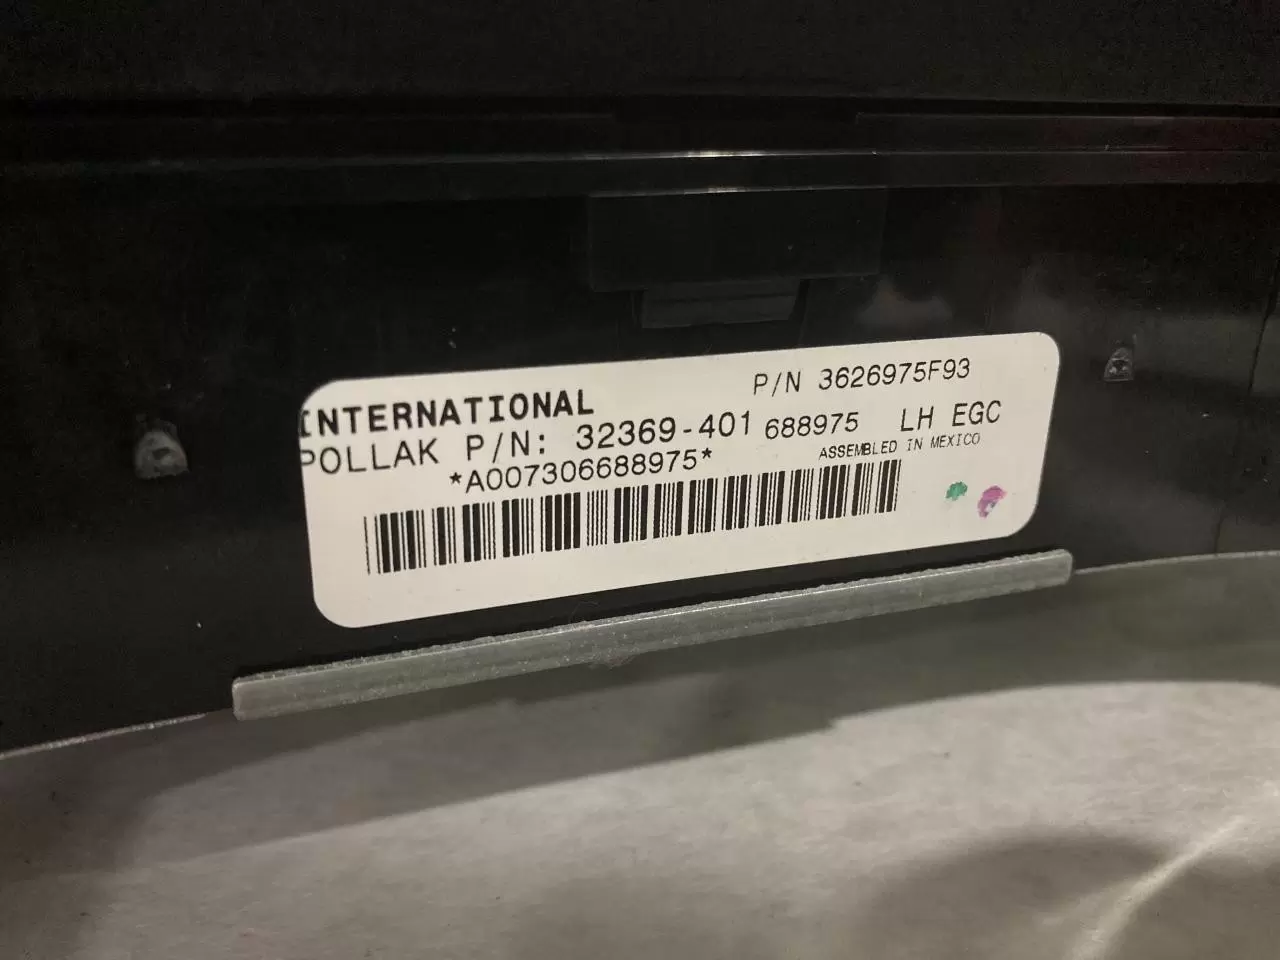 INTERNATIONAL P/N 3626975F93
POLLAK P/N: 32369-401 688975 LH EGC
*A007306688975* ASSEMBLED IN MEXICO